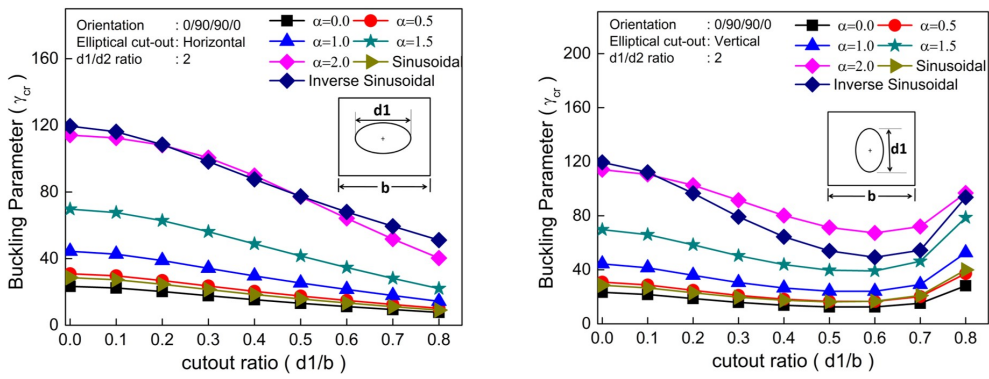 Orientation : 0/90/90/0
Elliptical cut-out : Horizontal
d1/d2 ratio : 2
α=0.0 α=0.5
α=1.0 α=1.5
α=2.0 Sinusoidal
Inverse Sinusoidal
d1
b
Buckling Parameter ( γcr)
160
120
80
40
0
0.0 0.1 0.2 0.3 0.4 0.5 0.6 0.7 0.8
cutout ratio ( d1/b )
Orientation : 0/90/90/0
Elliptical cut-out : Vertical
d1/d2 ratio : 2
α=0.0 α=0.5
α=1.0 α=1.5
α=2.0 Sinusoidal
Inverse Sinusoidal
d1
b
Buckling Parameter ( γcr)
200
160
120
80
40
0
0.0 0.1 0.2 0.3 0.4 0.5 0.6 0.7 0.8
cutout ratio ( d1/b )